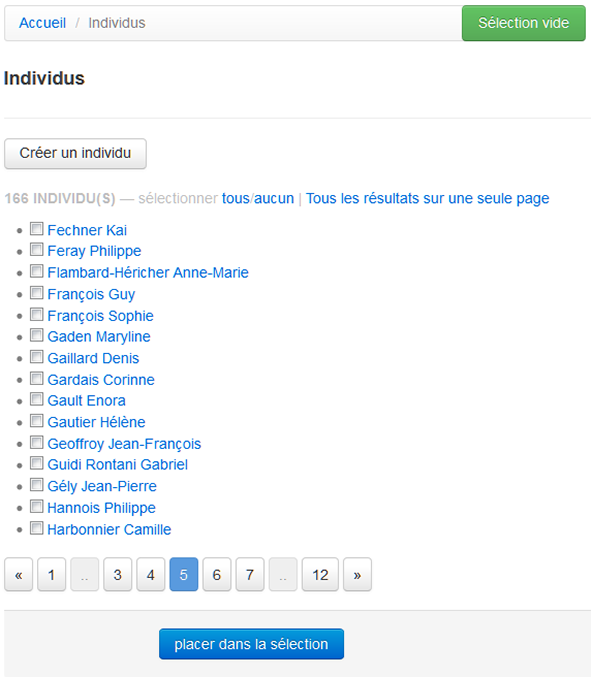 Accueil / Individus Sélection vide
Individus
Créer un individu
166 INDIVIDU(S) — sélectionner tous/aucun | Tous les résultats sur une seule page
Fechner Kai
Feray Philippe
Flambard-Héricher Anne-Marie
François Guy
François Sophie
Gaden Maryline
Gaillard Denis
Gardais Corinne
Gault Enora
Gautier Hélène
Geoffroy Jean-François
Guidi Rontani Gabriel
Gély Jean-Pierre
Hannois Philippe
Harbonnier Camille
« 1 .. 3 4 5 6 7 .. 12 »
placer dans la sélection